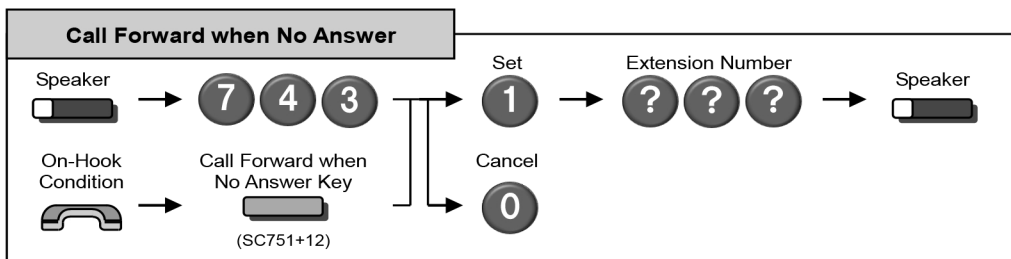 Call Forward when No Answer
Speaker
7 4 3
Set
1
Extension Number
? ? ?
Speaker
On-Hook
Condition
Call Forward when
No Answer Key
(SC751+12)
Cancel
0